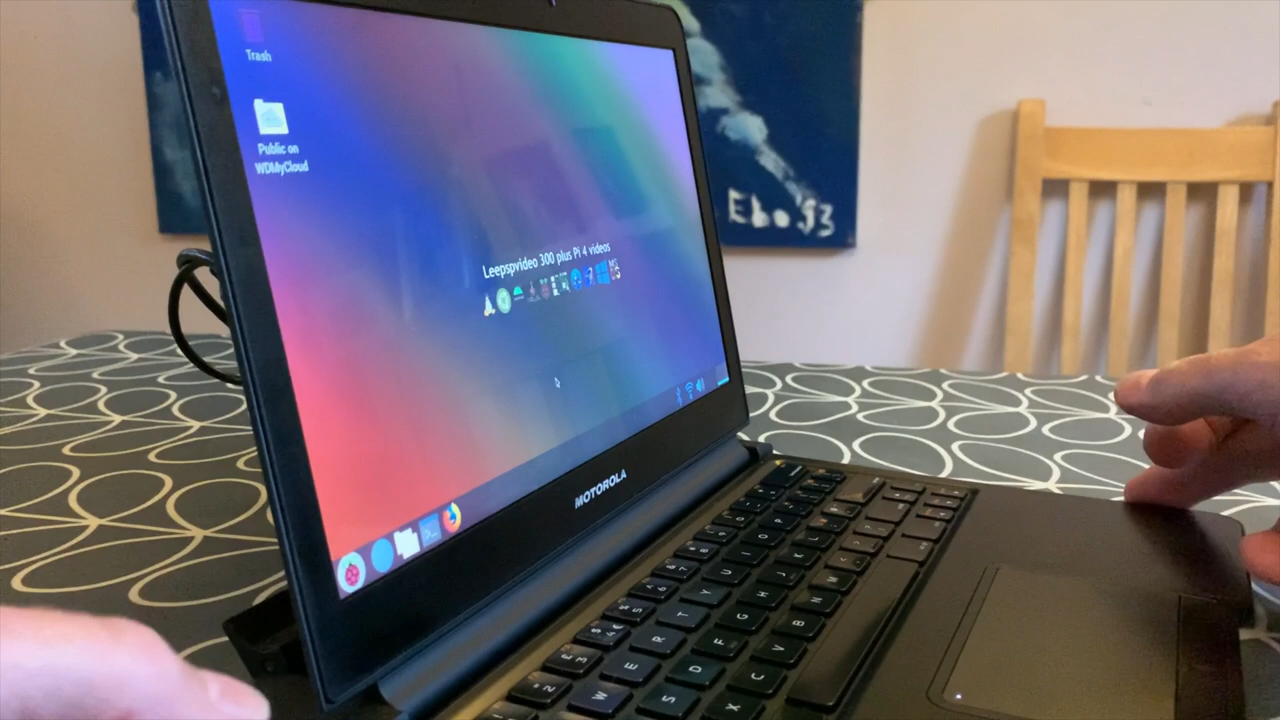 Trash
Public on
WDMyCloud
Leepspvideo 300 plus Pi 4 videos
MOTOROLA
Ebo 93
W E R T Y U I O P
S D F G H J K L
X C V B N M